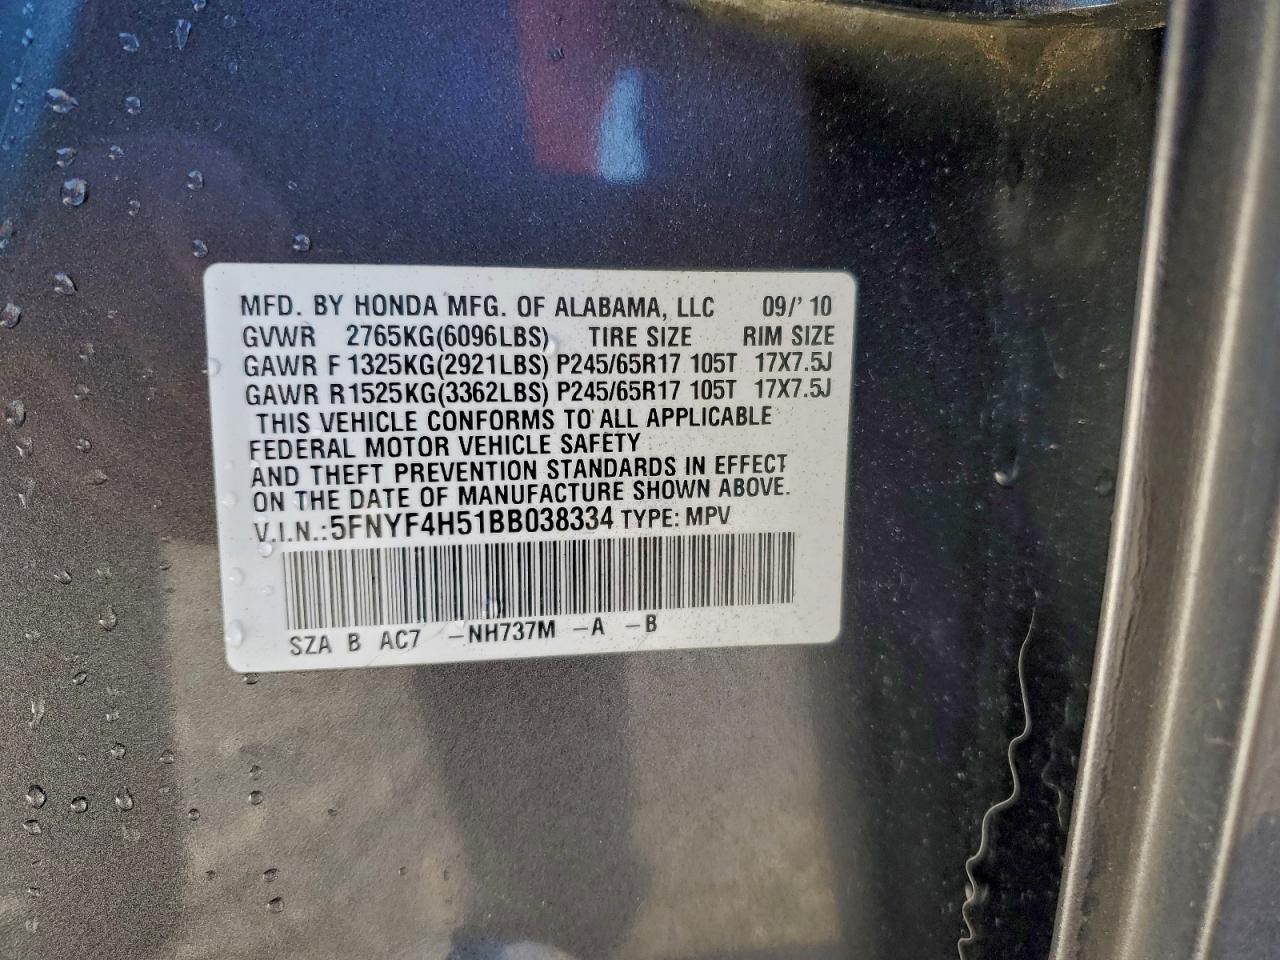 MFD. BY HONDA MFG. OF ALABAMA, LLC 09/' 10
GVWR 2765KG(6096LBS) TIRE SIZE RIM SIZE
GAWR F 1325KG(2921LBS) P245/65R17 105T 17X7.5J
GAWR R1525KG(3362LBS) P245/65R17 105T 17X7.5J
THIS VEHICLE CONFORMS TO ALL APPLICABLE
FEDERAL MOTOR VEHICLE SAFETY
AND THEFT PREVENTION STANDARDS IN EFFECT
ON THE DATE OF MANUFACTURE SHOWN ABOVE.
V.I.N.:5FNYF4H51BB038334 TYPE: MPV
SZA B AC7 -NH737M -A -B